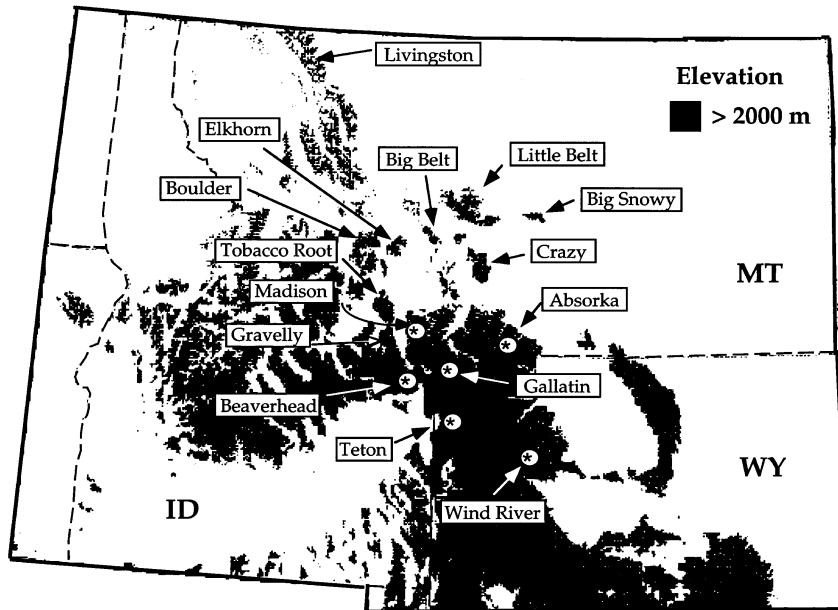 Livingston
Elevation
> 2000 m
Elkhorn
Big Belt
Little Belt
Boulder
Big Snowy
Tobacco Root
Crazy
MT
Madison
Absorka
Gravelly
Gallatin
Beaverhead
Teton
WY
ID
Wind River